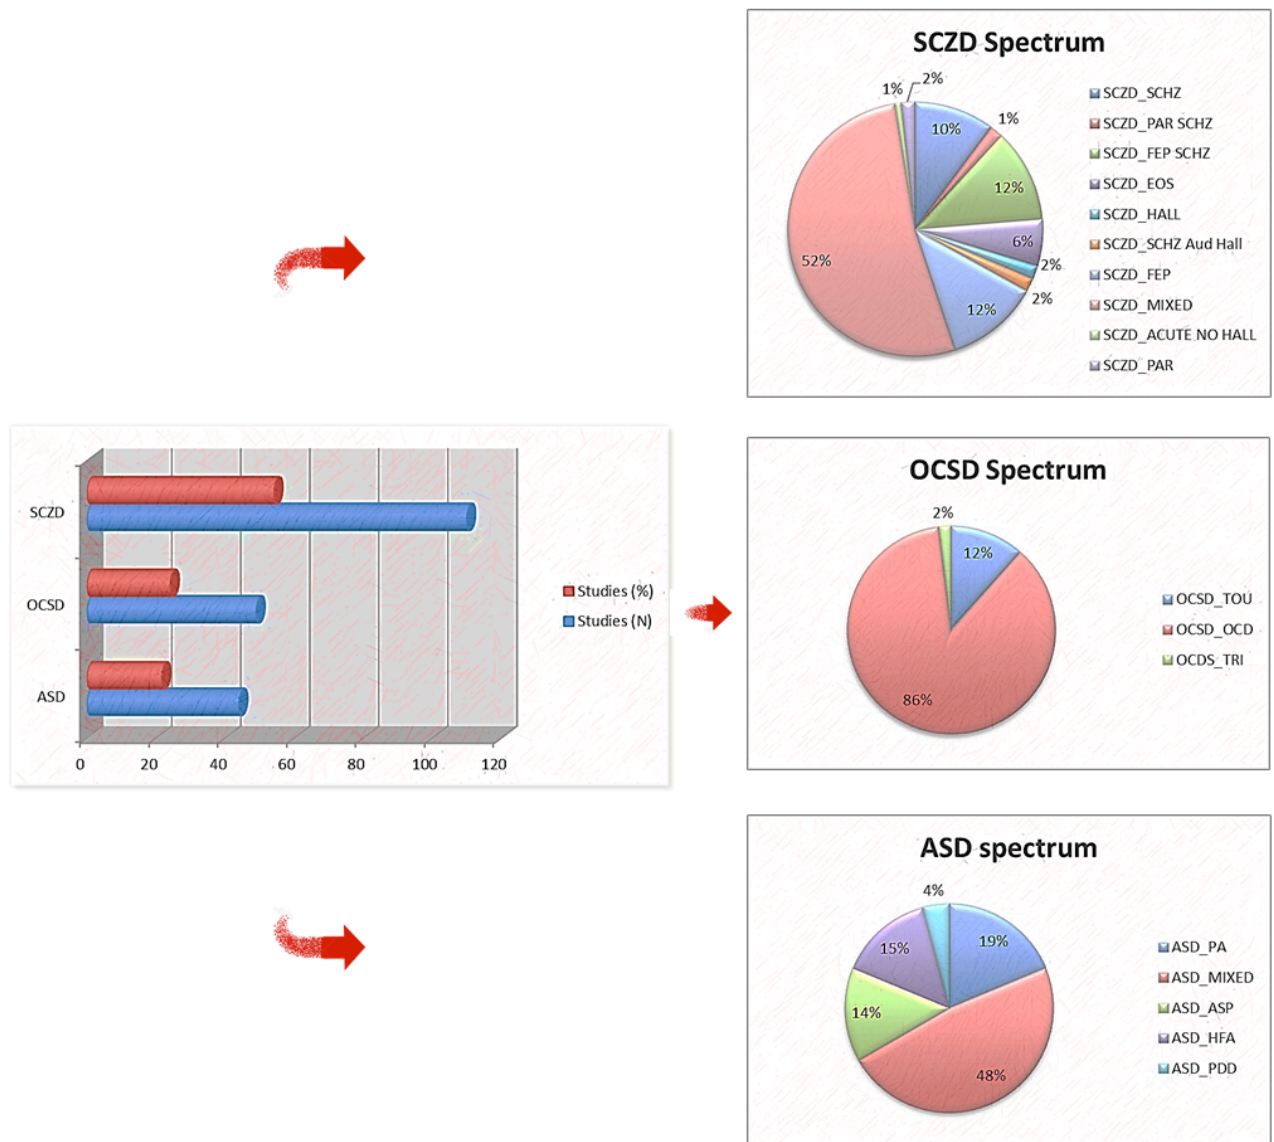 SCZD Spectrum
1%
2%
10%
1%
12%
6%
2%
2%
12%
52%
SCZD_SCHZ
SCZD_PAR SCHZ
SCZD_FEP SCHZ
SCZD_EOS
SCZD_HALL
SCZD_SCHZ Aud Hall
SCZD_FEP
SCZD_MIXED
SCZD_ACUTE NO HALL
SCZD_PAR
SCZD
OCSD
ASD
0 20 40 60 80 100 120
Studies (%)
Studies (N)
OCSD Spectrum
2%
12%
86%
OCSD_TOU
OCSD_OCD
OCDS_TRI
ASD spectrum
4%
19%
15%
14%
48%
ASD_PA
ASD_MIXED
ASD_ASP
ASD_HFA
ASD_PDD